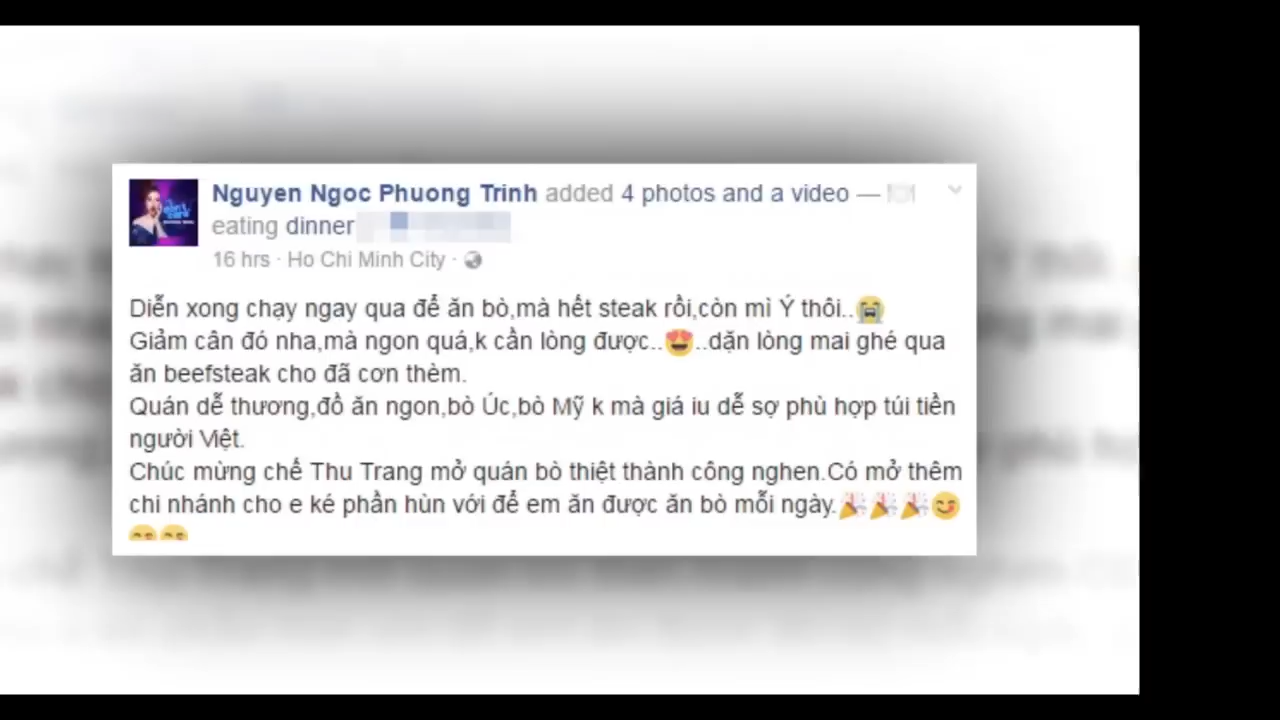 Nguyen Ngoc Phuong Trinh added 4 photos and a video —
eating dinner
16 hrs · Ho Chi Minh City ·
Diễn xong chạy ngay qua để ăn bò,mà hết steak rồi,còn mì Ý thôi..😭
Giảm cân đó nha,mà ngon quá,k cần lòng được..😍..dặn lòng mai ghé qua
ăn beefsteak cho đã cơn thèm.
Quán dễ thương,đồ ăn ngon,bò Úc,bò Mỹ k mà giá iu dễ sợ phù hợp túi tiền
người Việt.
Chúc mừng chế Thu Trang mở quán bò thiệt thành công nghen.Có mở thêm
chi nhánh cho e ké phần hùn với để em ăn được ăn bò mỗi ngày.🎉🎉🎉😋
😋😋